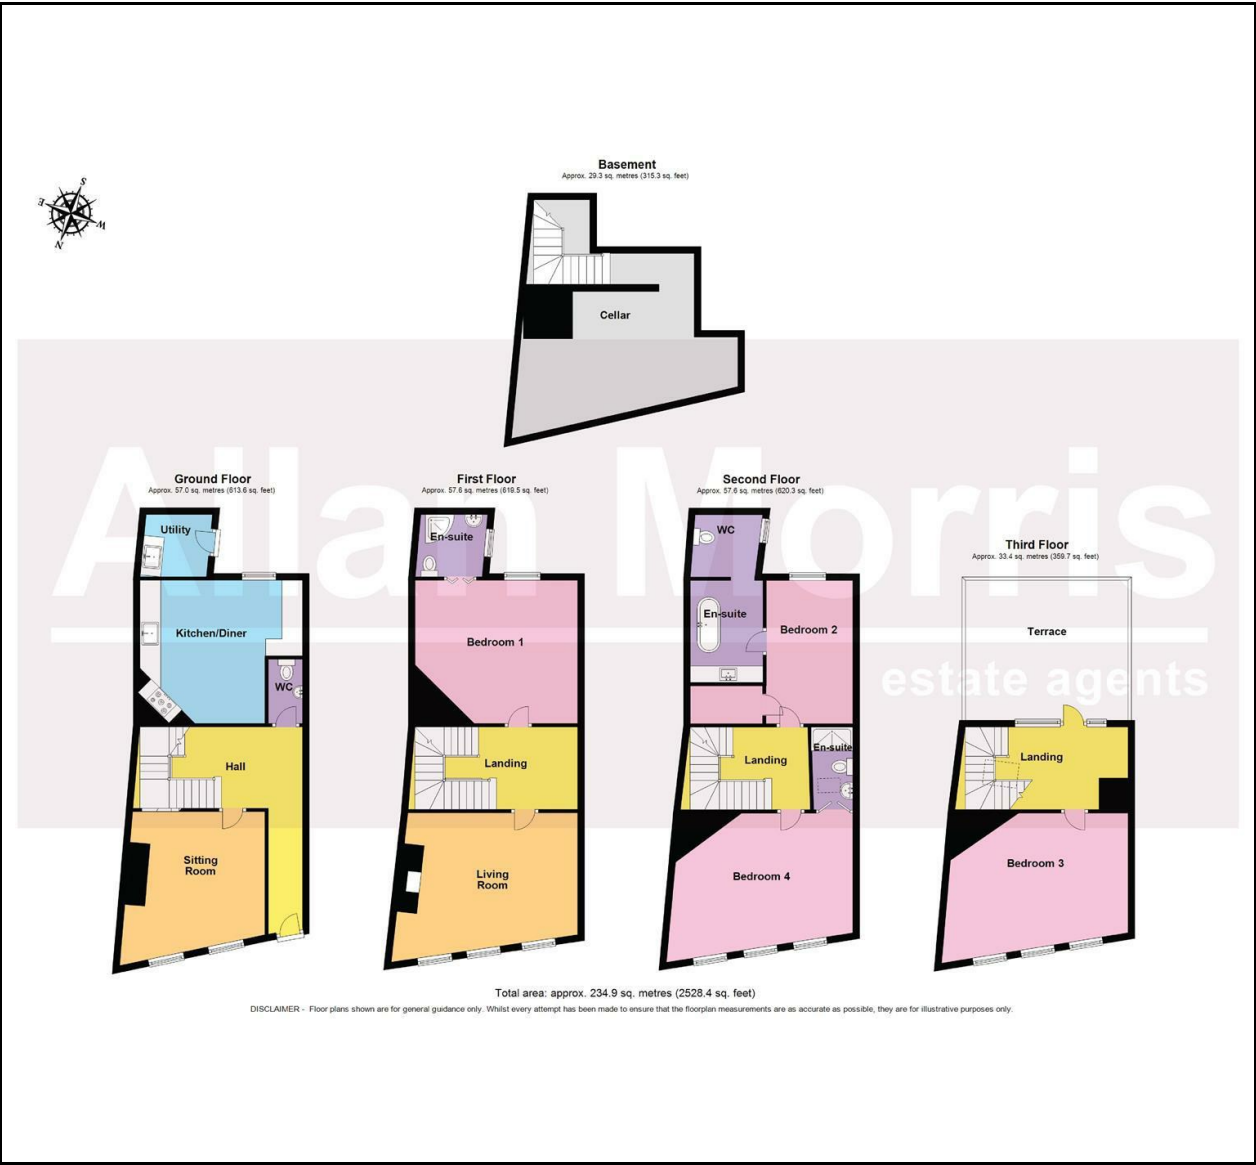 Basement
Approx. 29.3 sq. metres (315.3 sq. feet)
S
E
W
N
Cellar
Allan Morris
estate agents
Ground Floor
Approx. 57.0 sq. metres (613.6 sq. feet)
Utility
Kitchen/Diner
WC
Hall
Sitting
Room
First Floor
Approx. 57.6 sq. metres (619.5 sq. feet)
En-suite
Bedroom 1
Landing
Living
Room
Second Floor
Approx. 57.6 sq. metres (620.3 sq. feet)
WC
En-suite
Bedroom 2
Landing
En-suite
Bedroom 4
Third Floor
Approx. 33.4 sq. metres (359.7 sq. feet)
Terrace
Landing
Bedroom 3
Total area: approx. 234.9 sq. metres (2528.4 sq. feet)
DISCLAIMER - Floor plans shown are for general guidance only. Whilst every attempt has been made to ensure that the floorplan measurements are as accurate as possible, they are for illustrative purposes only.